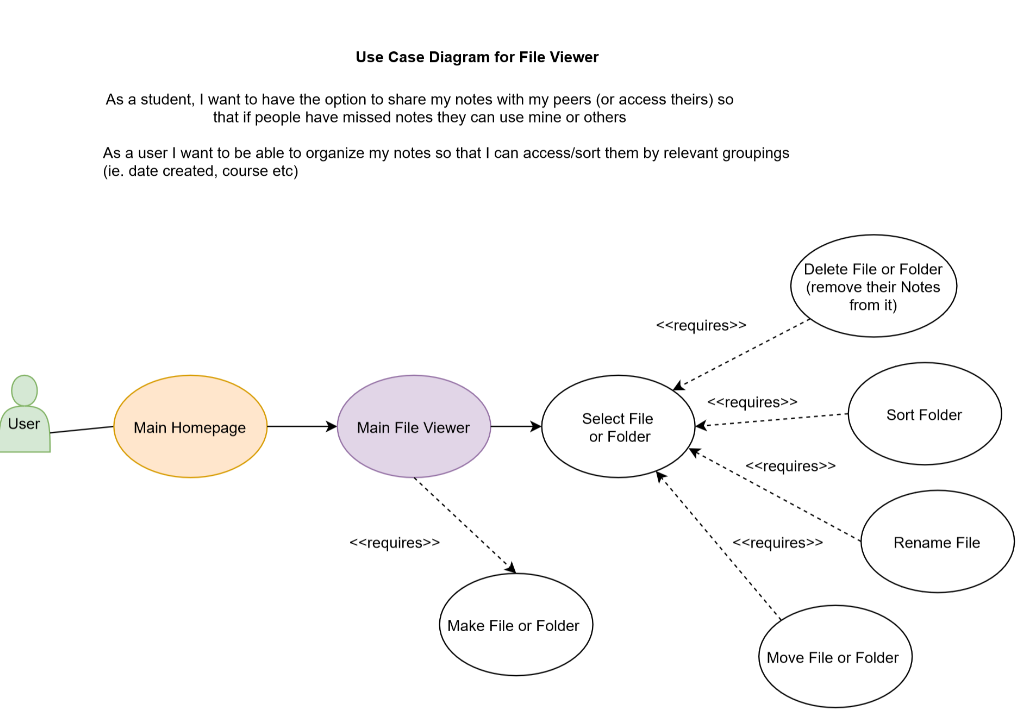 Use Case Diagram for File Viewer
As a student, I want to have the option to share my notes with my peers (or access theirs) so
that if people have missed notes they can use mine or others
As a user I want to be able to organize my notes so that I can access/sort them by relevant groupings
(ie. date created, course etc)
Delete File or Folder
(remove their Notes
from it)
<<requires>>
<<requires>>
Sort Folder
User
Main Homepage
Main File Viewer
Select File
or Folder
<<requires>>
<<requires>>
<<requires>>
Rename File
Make File or Folder
Move File or Folder